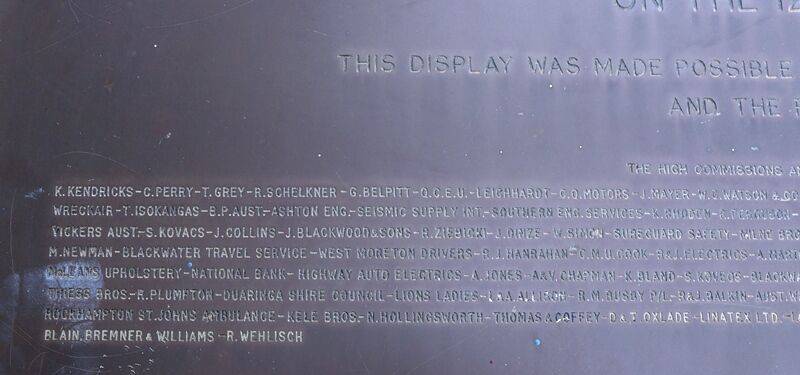 ON THE 12
THIS DISPLAY WAS MADE POSSIBLE
AND THE
THE HIGH COMMISSIONS
K. KENDRICKS - C. PERRY - T. GREY - R. SCHELKNER - G. BELPITT - Q.C.E.U. - LEICHHARDT - C.Q. MOTORS - J. MAYER - W.C. WATSON & CO
WRECKAIR - T. ISOKANGAS - B.P. AUST. - ASHTON ENG. - SEISMIC SUPPLY INT. - SOUTHERN ENG. SERVICES -
VICKERS AUST. - S. KOVACS - J. COLLINS - J. BLACKWOOD & SONS - R. ZIEBICKI - - W. SIMON - SUREGUARD SAFETY -
M. NEWMAN - BLACKWATER TRAVEL SERVICE - WEST MORETON DRIVERS - R.J. HANRAHAN - C.M.U. COOK - R&J. ELECTRICS -
McLEANS UPHOLSTERY - NATIONAL BANK - HIGHWAY AUTO ELECTRICS - A. JONES - A&V. CHAPMAN - K. BLAND -
BROS. - R. PLUMPTON - DUARINGA SHIRE COUNCIL - LIONS LADIES - ALLISON - R.M. BUSBY P/L -
ROCKHAMPTON ST. JOHNS AMBULANCE - KELE BROS. - N. HOLLINGSWORTH - THOMAS & COFFEY - D & T. OXLADE - LINATEX LTD. -
BLAIN, BREMNER & WILLIAMS - R. WEHLISCH